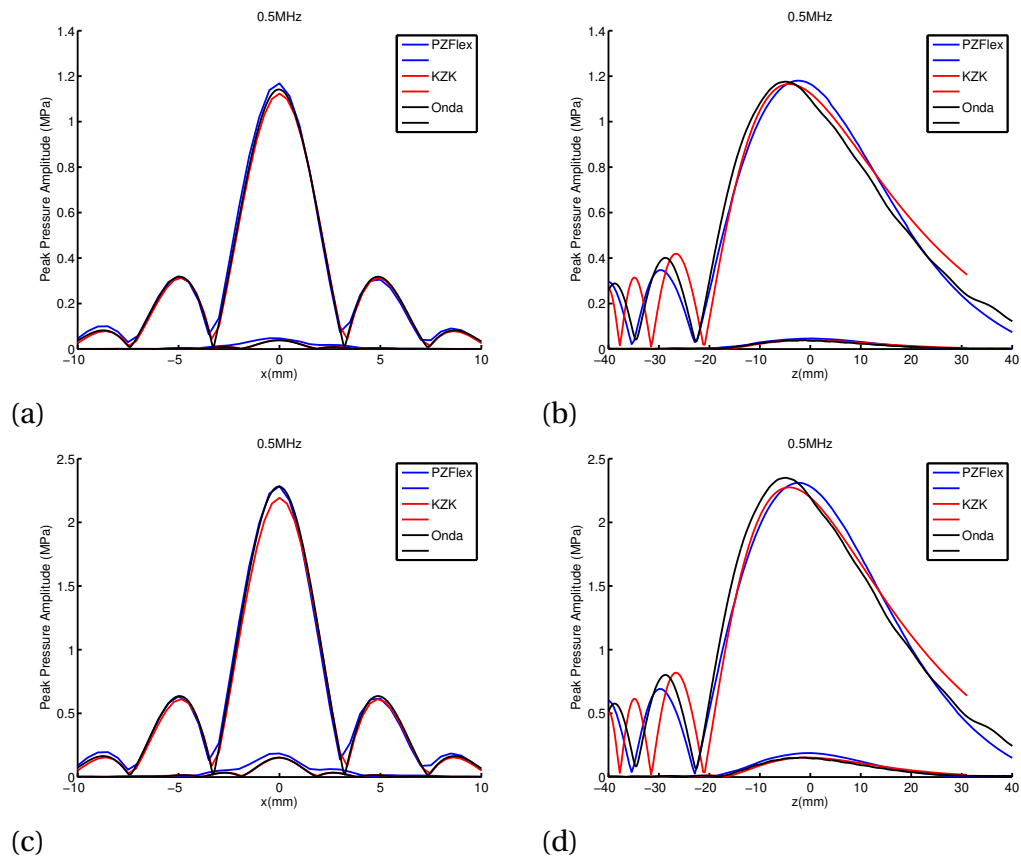 0.5MHz
1.4
1.2
1
0.8
0.6
0.4
0.2
0
Peak Pressure Amplitude (MPa)
−10
−5
0
5
10
x(mm)
PZFlex
KZK
Onda
(a)
0.5MHz
1.4
1.2
1
0.8
0.6
0.4
0.2
0
Peak Pressure Amplitude (MPa)
−40
−30
−20
−10
0
10
20
30
40
z(mm)
PZFlex
KZK
Onda
(b)
0.5MHz
2.5
2
1.5
1
0.5
0
Peak Pressure Amplitude (MPa)
−10
−5
0
5
10
x(mm)
PZFlex
KZK
Onda
(c)
0.5MHz
2.5
2
1.5
1
0.5
0
Peak Pressure Amplitude (MPa)
−40
−30
−20
−10
0
10
20
30
40
z(mm)
PZFlex
KZK
Onda
(d)